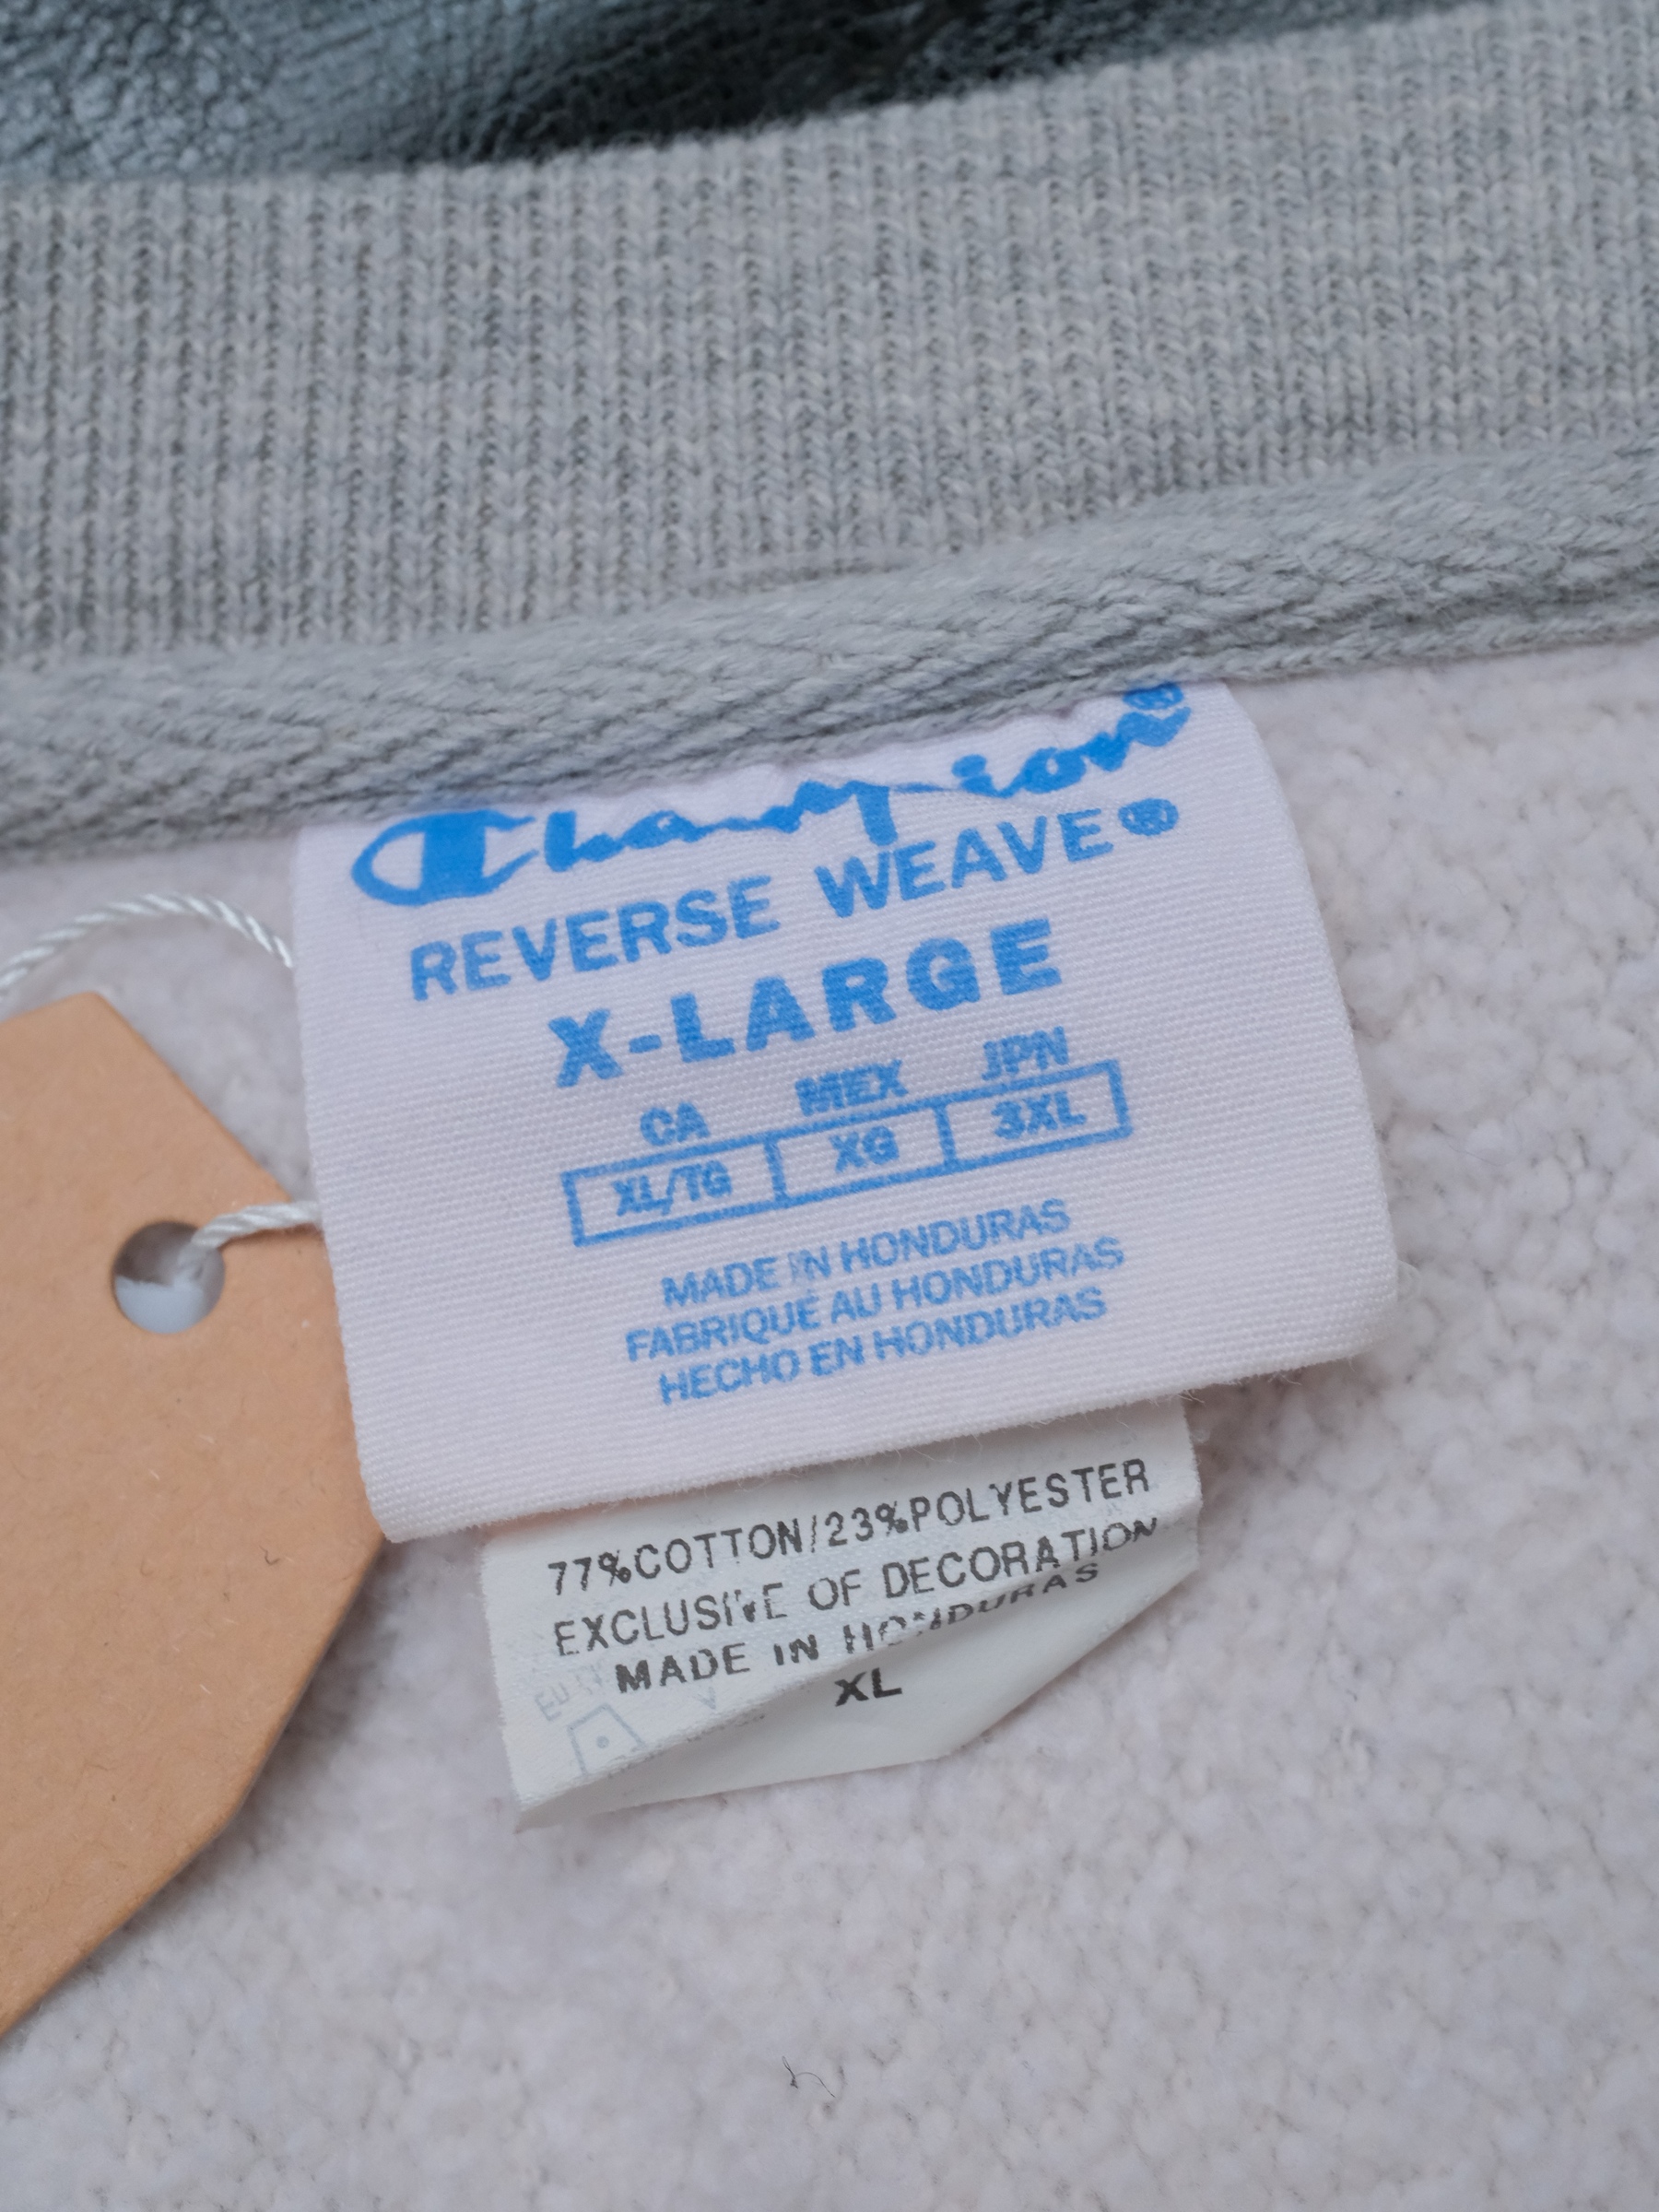 Champion®
REVERSE WEAVE®
X-LARGE
CA MEX JPN
XL/TG XG 3XL
MADE IN HONDURAS
FABRIQUÉ AU HONDURAS
HECHO EN HONDURAS
77%COTTON/23%POLYESTER
EXCLUSIVE OF DECORATION
MADE IN HONDURAS
XL